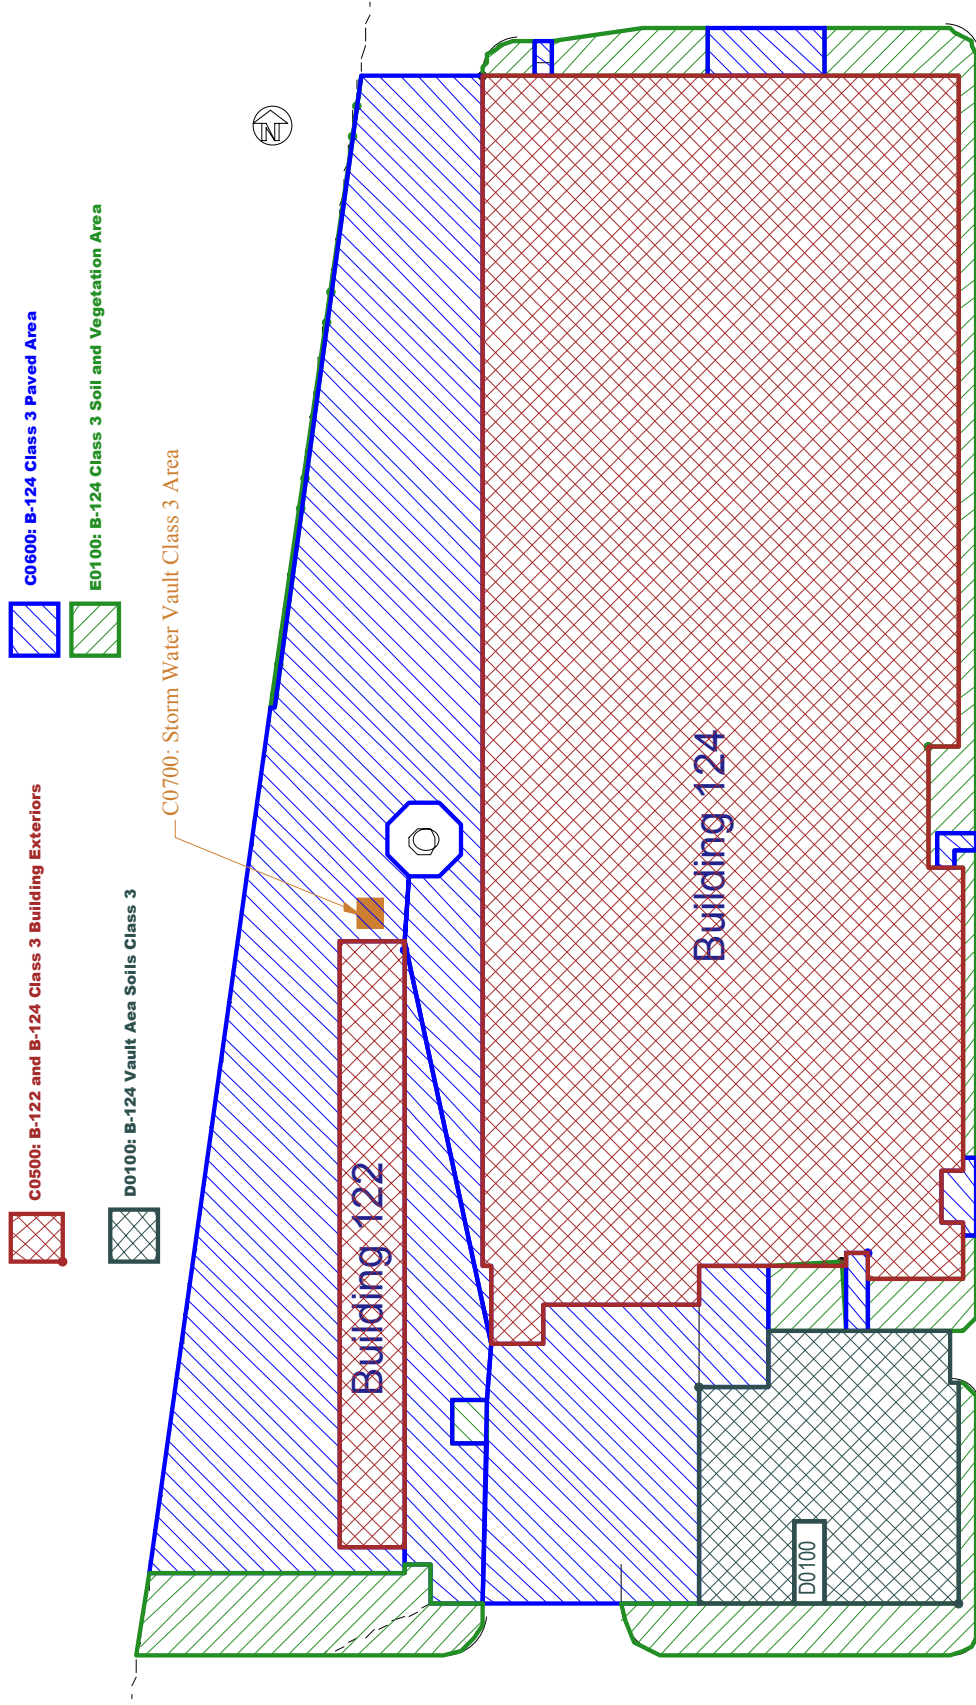 C0500: B-122 and B-124 Class 3 Building Exteriors
D0100: B-124 Vault Aea Soils Class 3
C0600: B-124 Class 3 Paved Area
E0100: B-124 Class 3 Soil and Vegetation Area
C0700: Storm Water Vault Class 3 Area
N
Building 122
Building 124
D0100